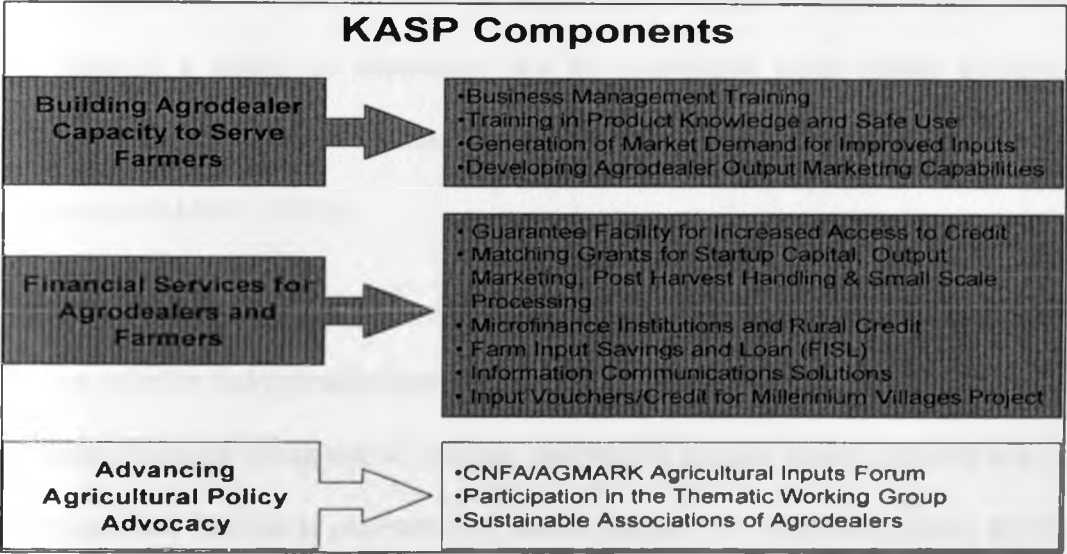 KASP Components
Building Agrodealer
Capacity to Serve
Farmers
•Business Management Training
•Training in Product Knowledge and Safe Use
•Generation of Market Demand for Improved Inputs
•Developing Agrodealer Output Marketing Capabilities
Financial Services for
Agrodealers and
Farmers
• Guarantee Facility for Increased Access to Credit
• Matching Grants for Startup Capital, Output
Marketing, Post Harvest Handling & Small Scale
Processing
• Microfinance Institutions and Rural Credit
• Farm Input Savings and Loan (FISL)
• Information Communications Solutions
• Input Vouchers/Credit for Millennium Villages Project
Advancing
Agricultural Policy
Advocacy
•CNFA/AGMARK Agricultural Inputs Forum
•Participation in the Thematic Working Group
•Sustainable Associations of Agrodealers